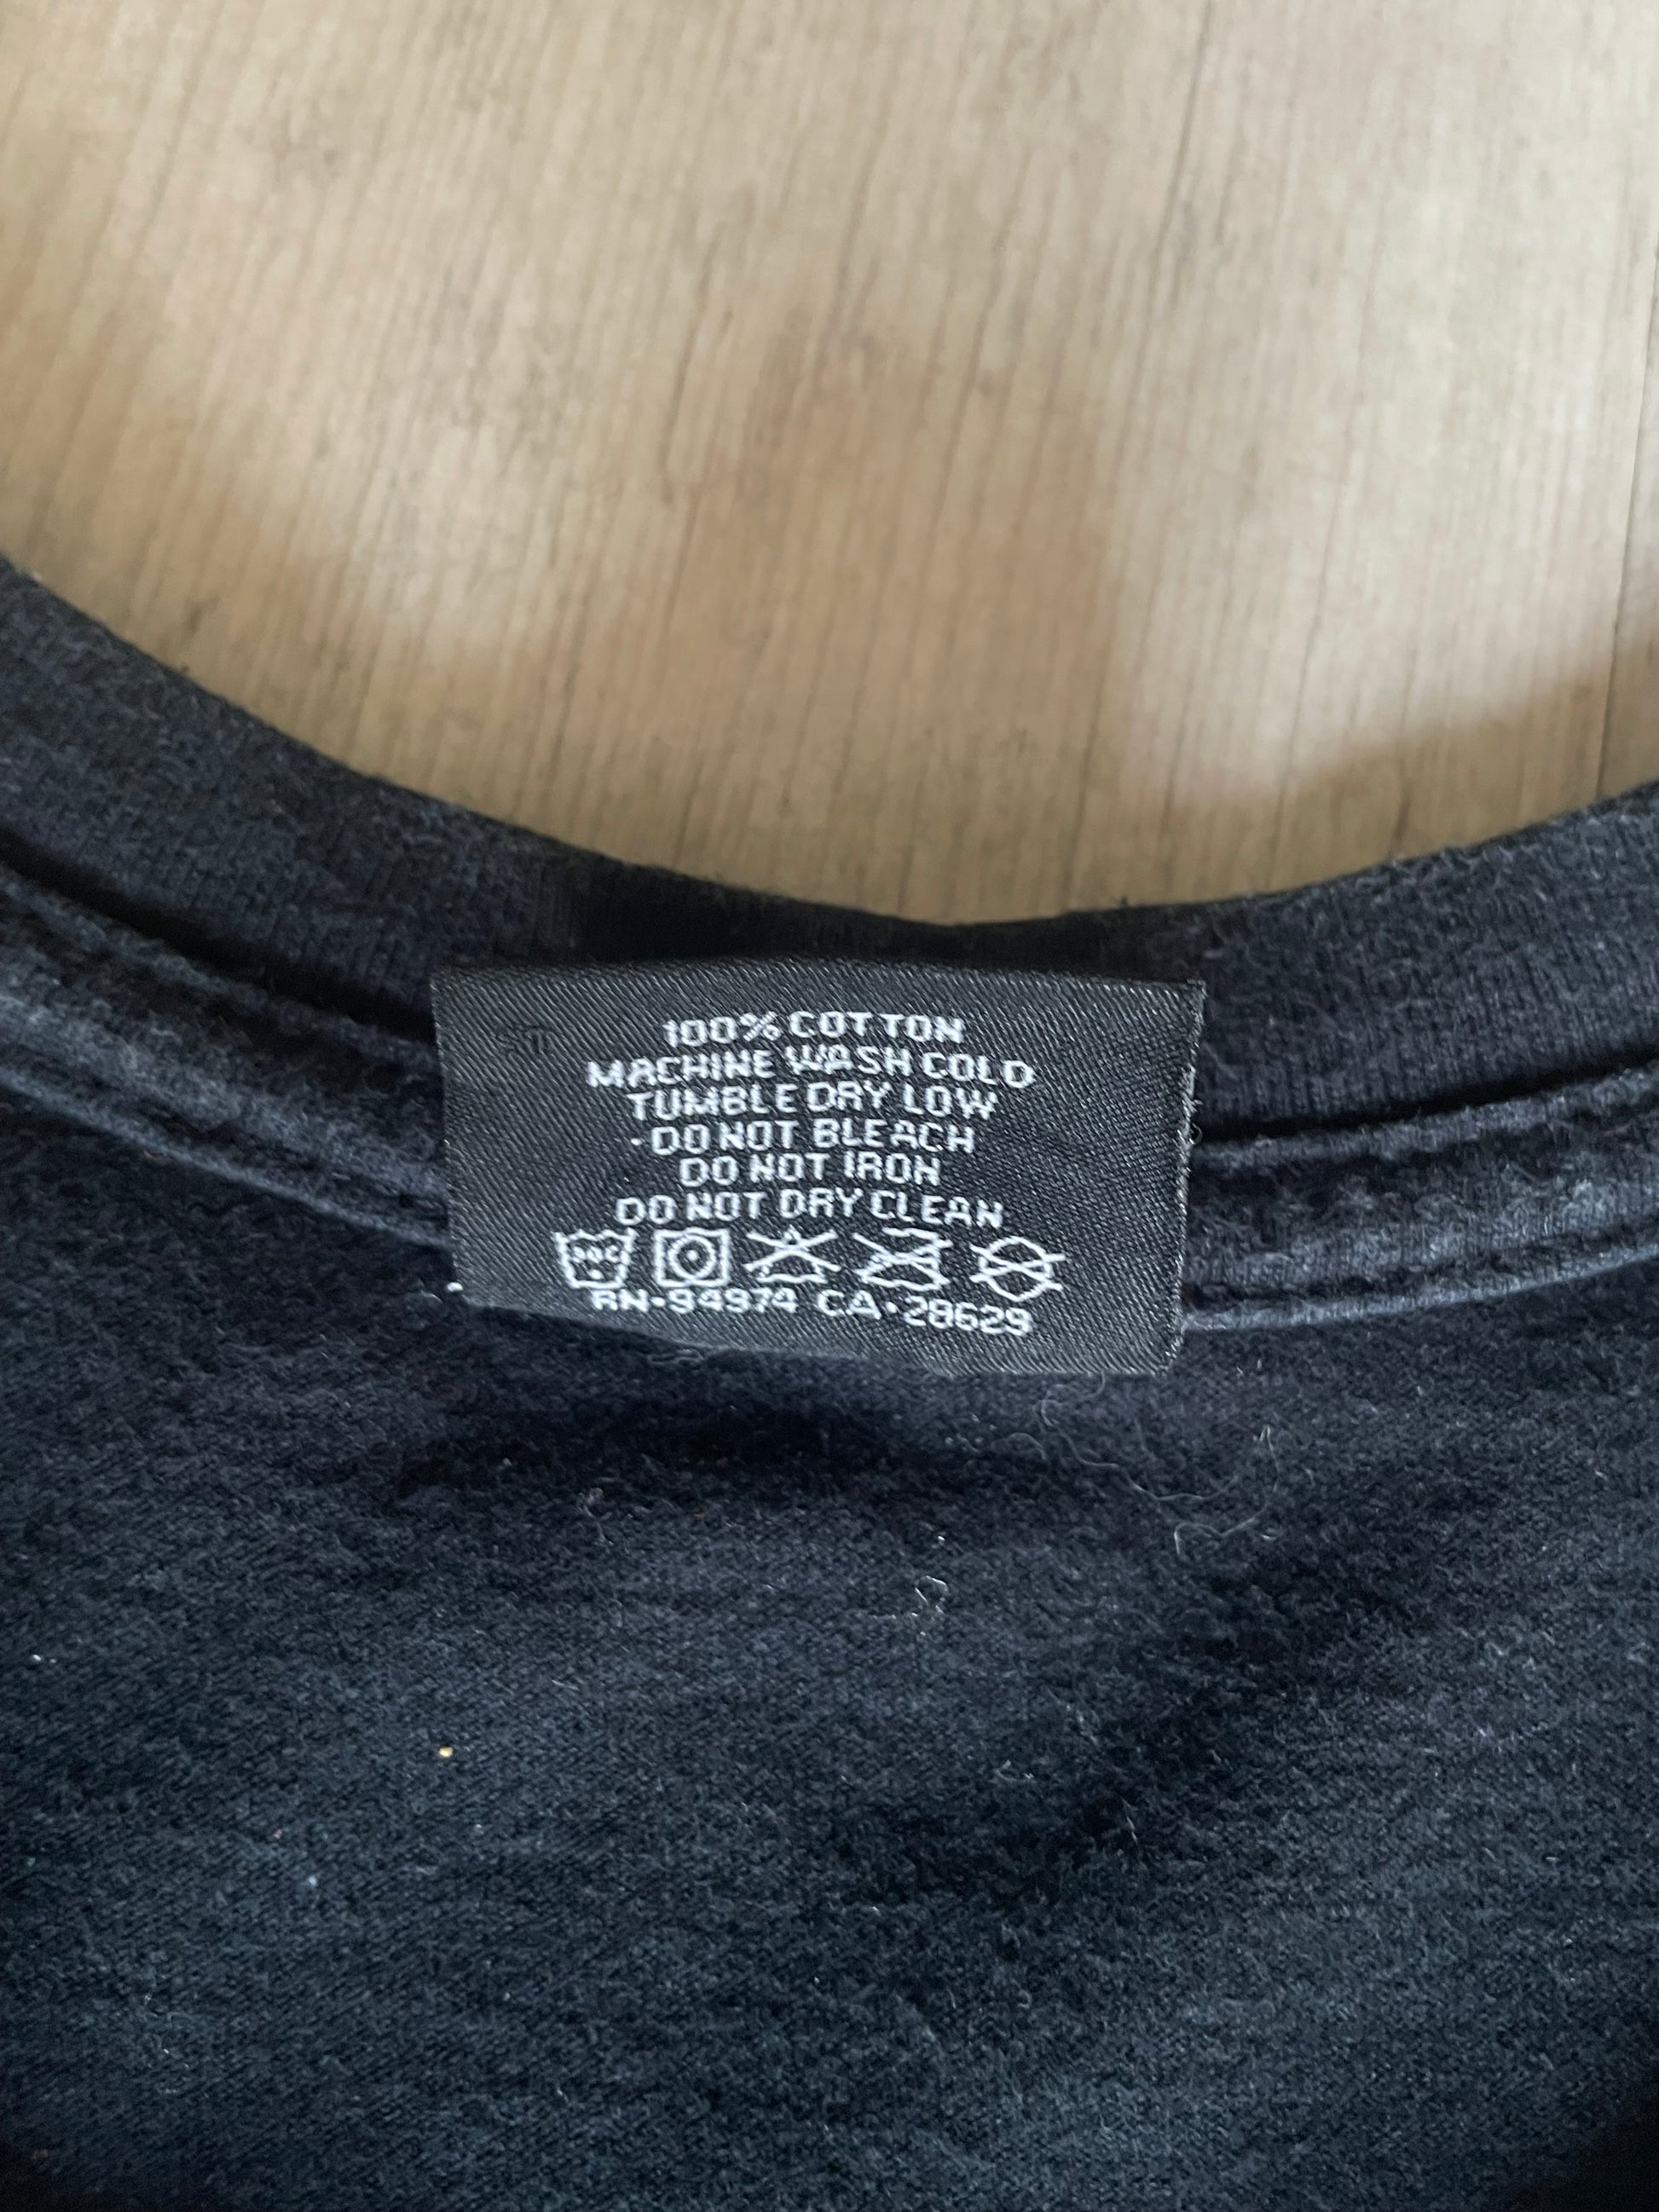 100% COTTON
MACHINE WASH COLD
TUMBLE DRY LOW
-DO NOT BLEACH
DO NOT IRON
DO NOT DRY CLEAN
30C
RN-94974 CA-28629